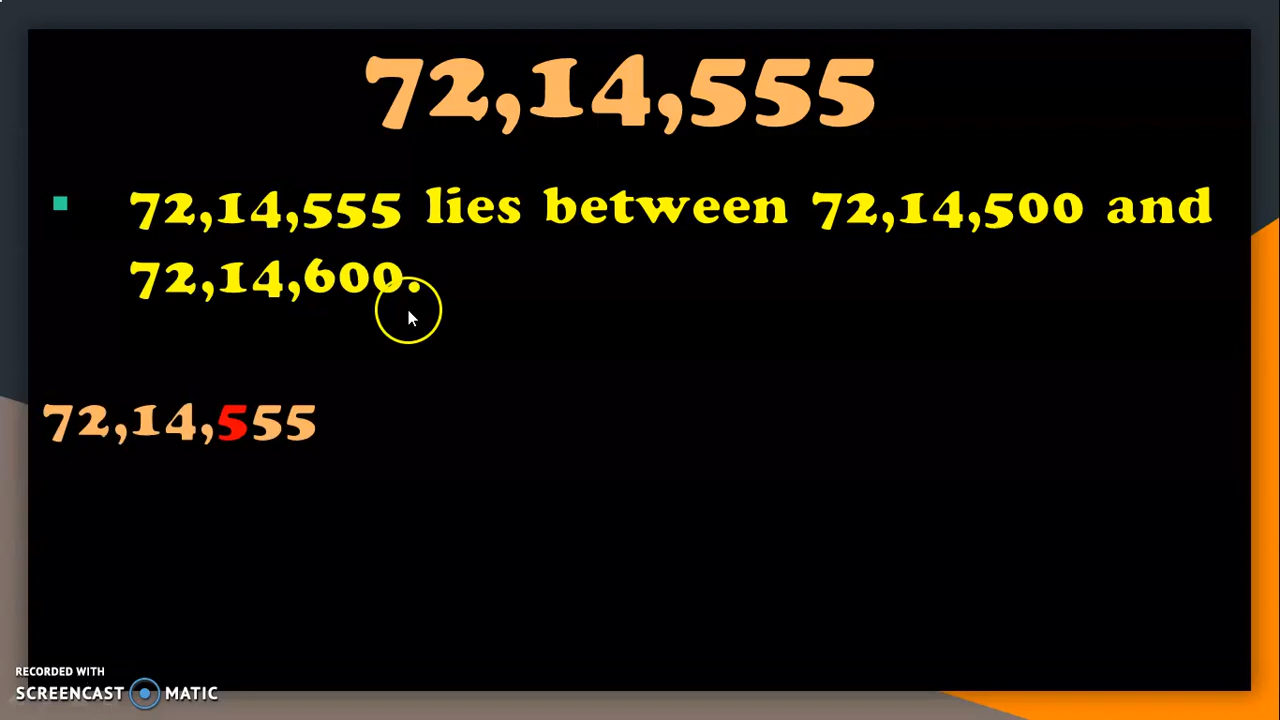 72,14,555
72,14,555 lies between 72,14,500 and
72,14,600.
72,14,555
RECORDED WITH
SCREENCAST MATIC